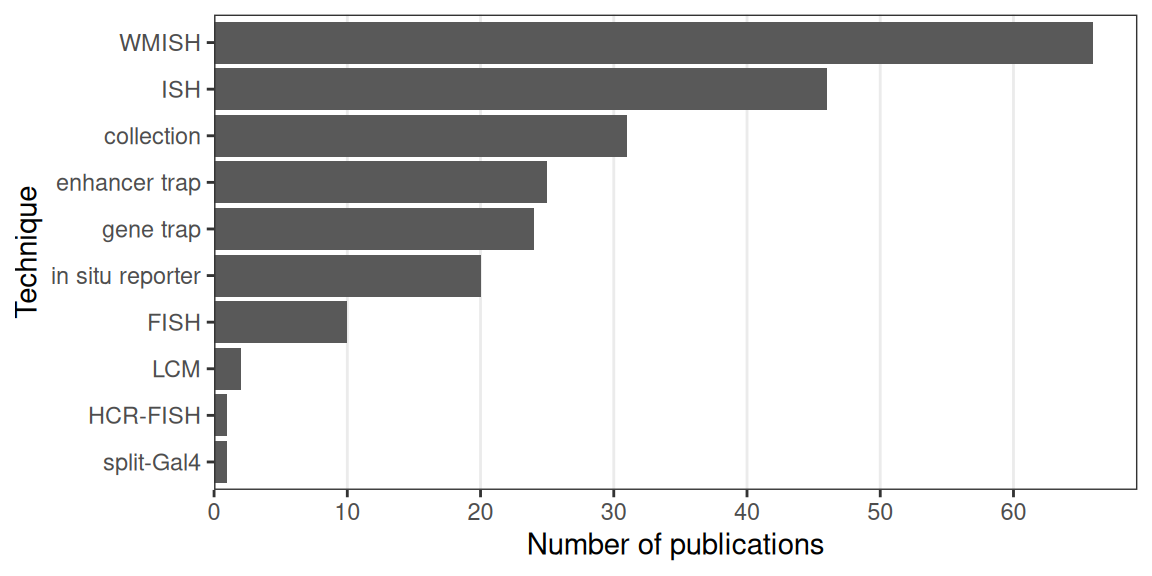 WMISH
ISH
collection
enhancer trap
gene trap
in situ reporter
FISH
LCM
HCR-FISH
split-Gal4
Technique
0 10 20 30 40 50 60
Number of publications